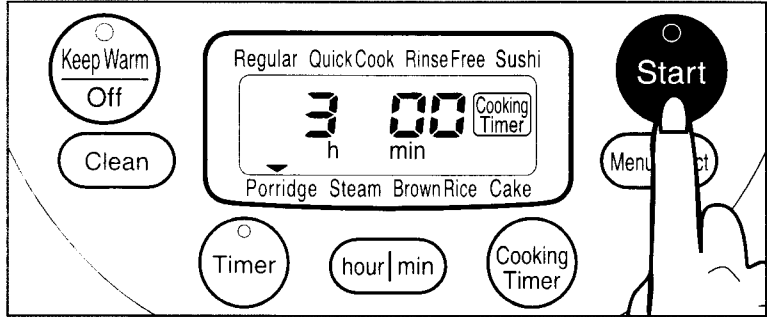 Keep Warm
Off
Clean
Regular QuickCook RinseFree Sushi
3 00 Cooking Timer
h min
Porridge Steam BrownRice Cake
Start
Timer
hour|min
Cooking
Timer